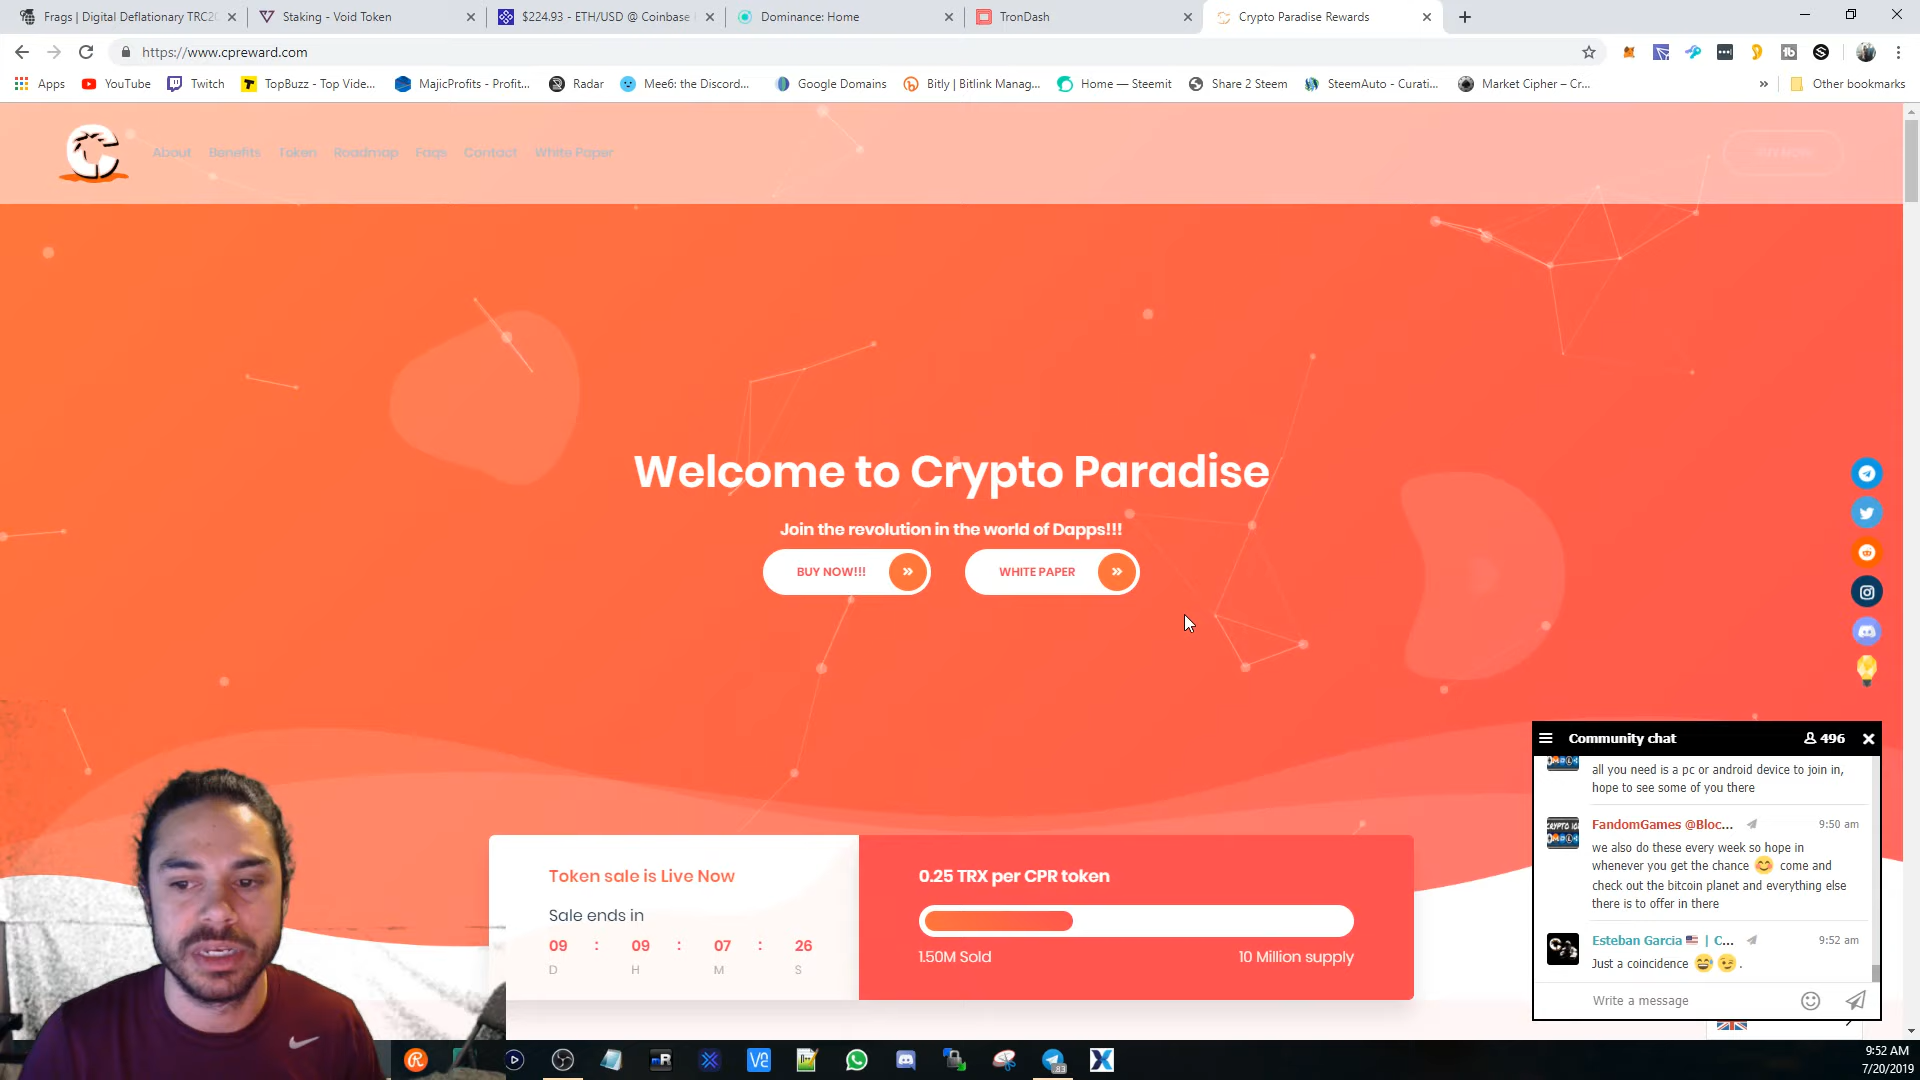 Frags | Digital Deflationary TRC20
Staking - Void Token
$224.93 - ETH/USD @ Coinbase
Dominance: Home
TronDash
Crypto Paradise Rewards
https://www.cpreward.com
Apps
YouTube
Twitch
TopBuzz - Top Vide...
MajicProfits - Profit...
Radar
Mee6: the Discord...
Google Domains
Bitly | Bitlink Manag...
Home — Steemit
Share 2 Steem
SteemAuto - Curati...
Market Cipher – Cr...
»
Other bookmarks
About
Benefits
Token
Roadmap
Faqs
Contact
White Paper
BUY NOW
Welcome to Crypto Paradise
Join the revolution in the world of Dapps!!!
BUY NOW!!!
WHITE PAPER
Token sale is Live Now
Sale ends in
09 : 09 : 07 : 26
D H M S
0.25 TRX per CPR token
1.50M Sold
10 Million supply
Community chat
496
all you need is a pc or android device to join in,
hope to see some of you there
FandomGames @Bloc...
9:50 am
we also do these every week so hope in
whenever you get the chance 😊 come and
check out the bitcoin planet and everything else
there is to offer in there
Esteban Garcia 🇺🇸 | C...
9:52 am
Just a coincidence 😅 😉 .
Write a message
9:52 AM
7/20/2019